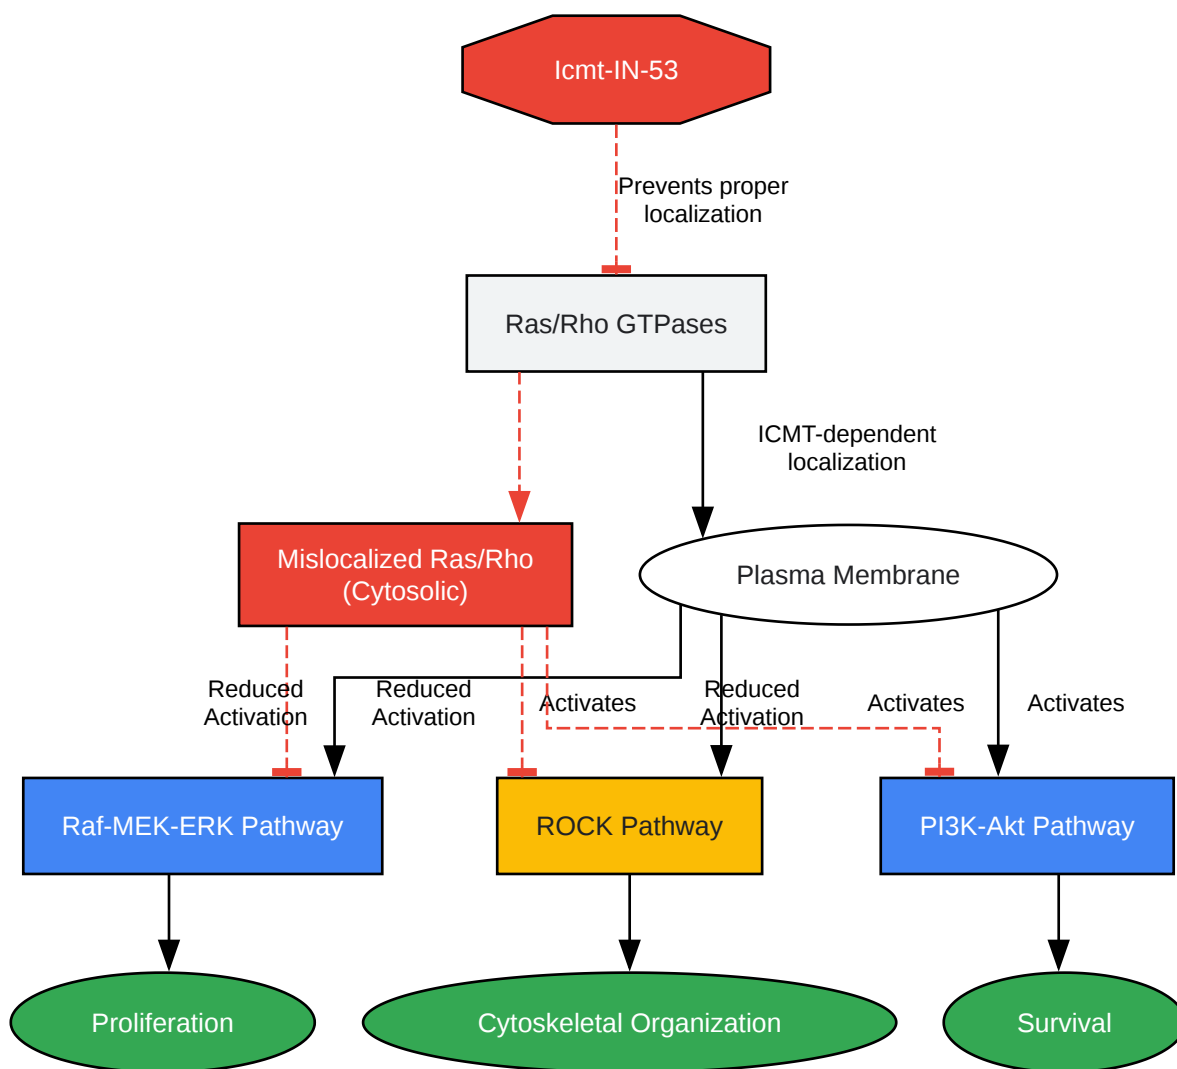 Icmt-IN-53
Prevents proper
localization
Ras/Rho GTPases
ICMT-dependent
localization
Mislocalized Ras/Rho
(Cytosolic)
Plasma Membrane
Reduced
Activation
Reduced
Activation
Activates
Reduced
Activation
Activates
Activates
Raf-MEK-ERK Pathway
ROCK Pathway
PI3K-Akt Pathway
Proliferation
Cytoskeletal Organization
Survival